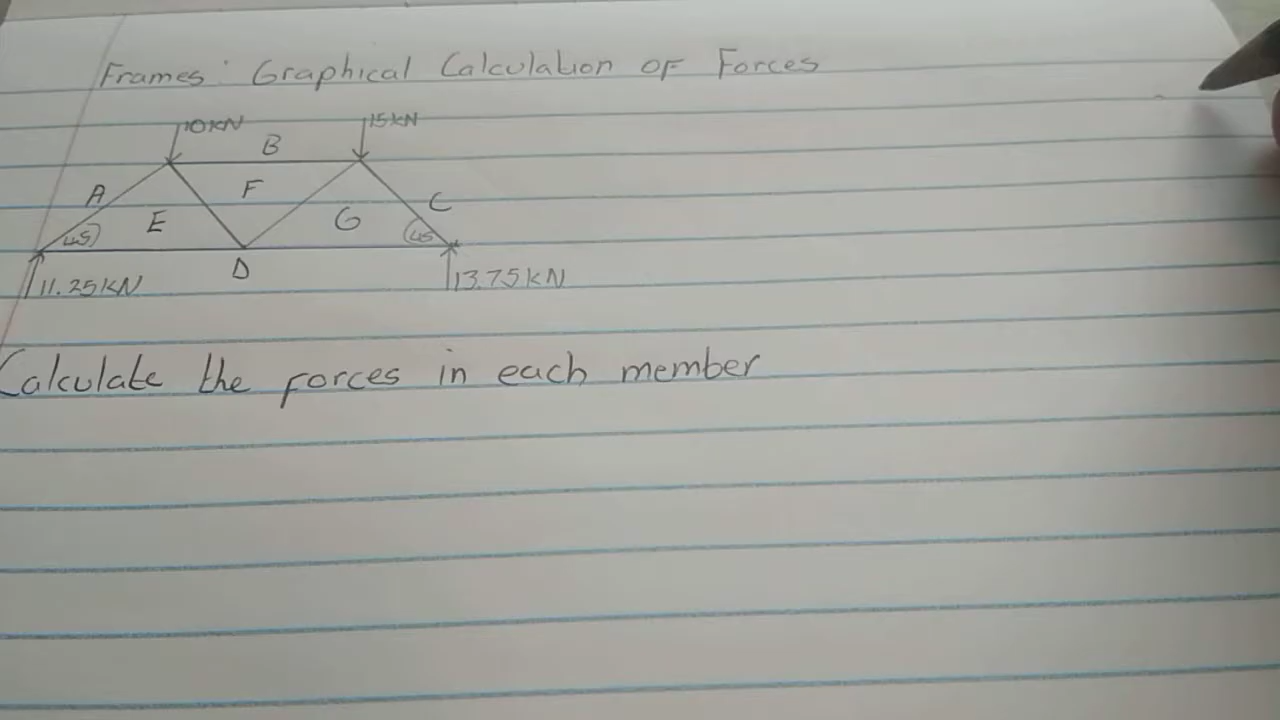 Frames: Graphical Calculation of Forces
10kN 15kN
B
A F C
E G
45 45
D
11.25kN 13.75kN
Calculate the forces in each member